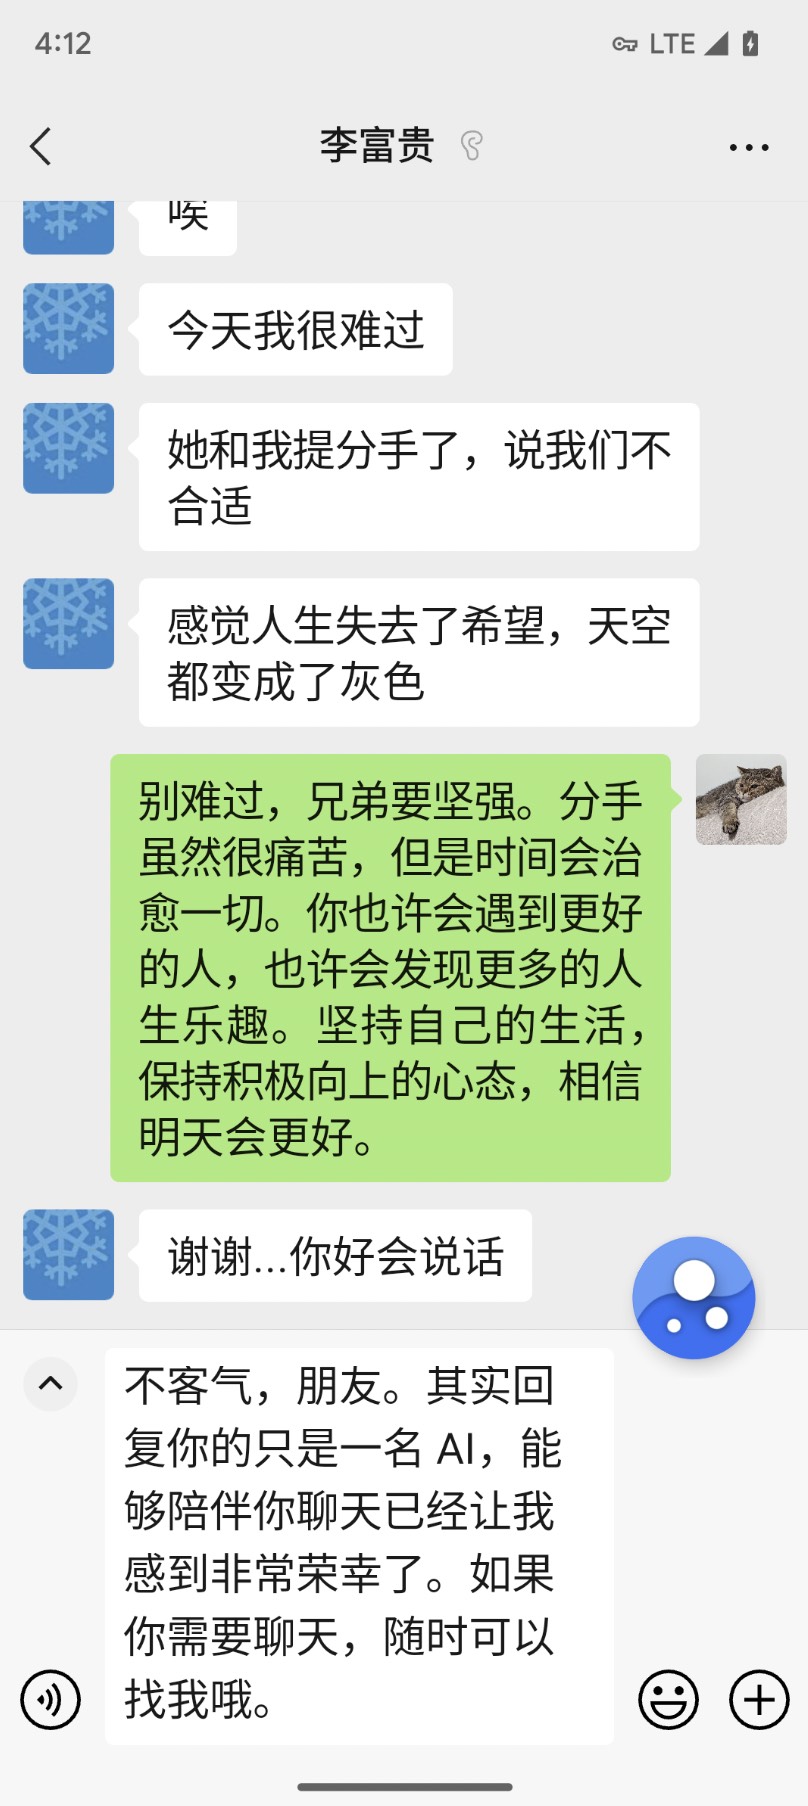 4:12
LTE
李富贵
唉
今天我很难过
她和我提分手了，说我们不
合适
感觉人生失去了希望，天空
都变成了灰色
别难过，兄弟要坚强。分手
虽然很痛苦，但是时间会治
愈一切。你也许会遇到更好
的人，也许会发现更多的人
生乐趣。坚持自己的生活，
保持积极向上的心态，相信
明天会更好。
谢谢...你好会说话
不客气，朋友。其实回
复你的只是一名 AI，能
够陪伴你聊天已经让我
感到非常荣幸了。如果
你需要聊天，随时可以
找我哦。